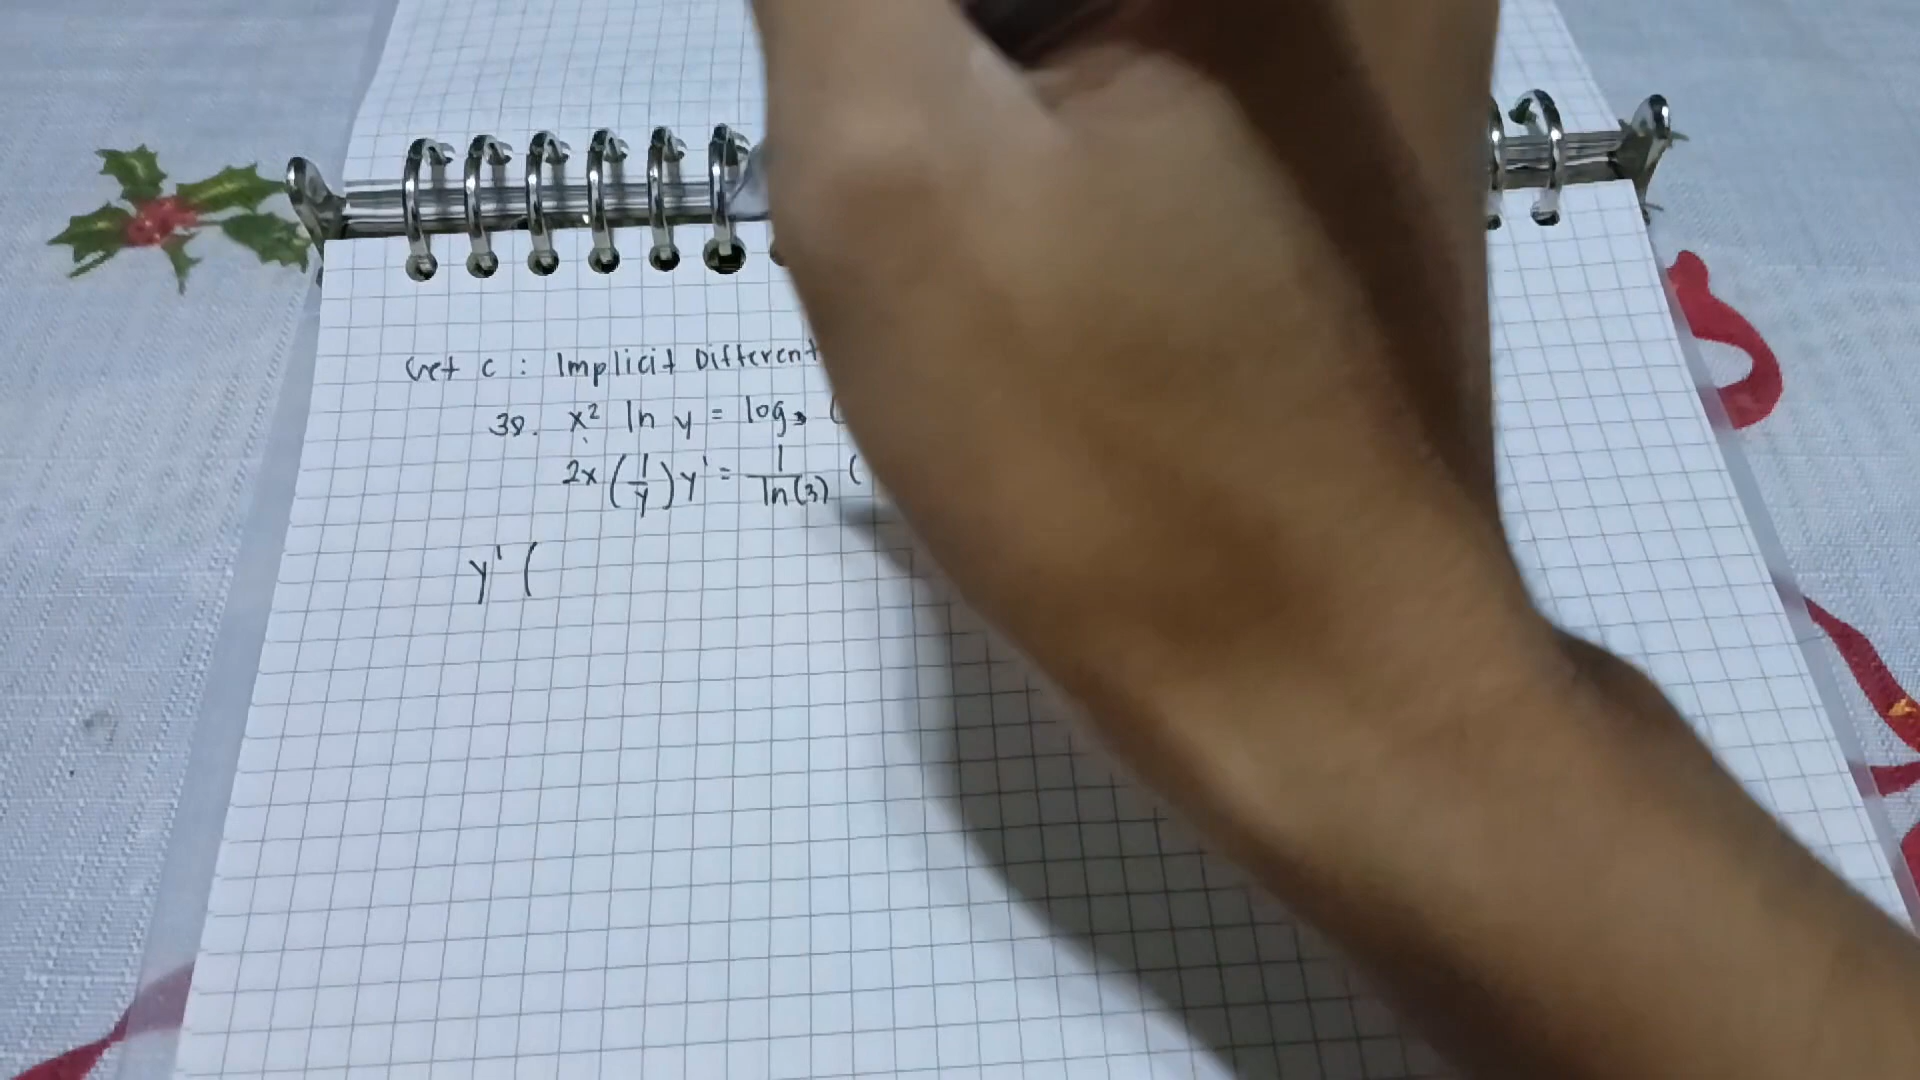 Set C : Implicit Different
38. x² ln y = log₃ (
2x (1/y) y' = 1/ln(3) (
y' (